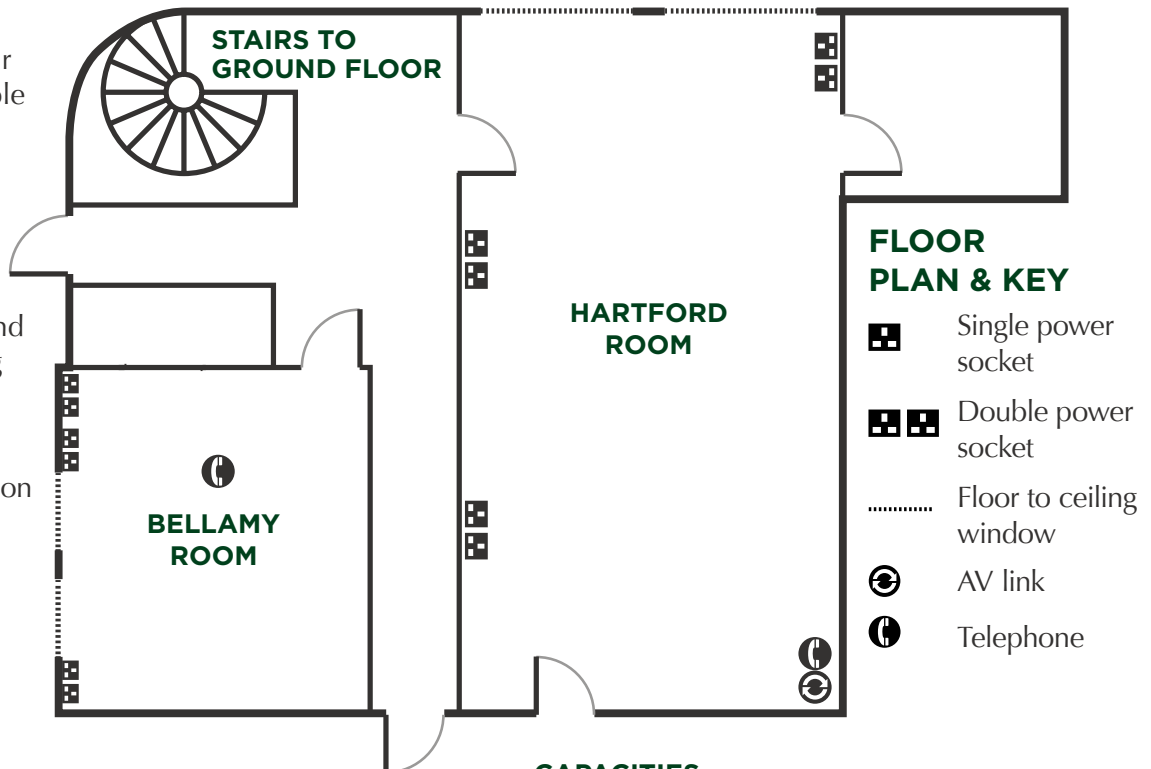 STAIRS TO
GROUND FLOOR
HARTFORD
ROOM
BELLAMY
ROOM
FLOOR
PLAN & KEY
Single power
socket
Double power
socket
Floor to ceiling
window
AV link
Telephone
CAPACITIES